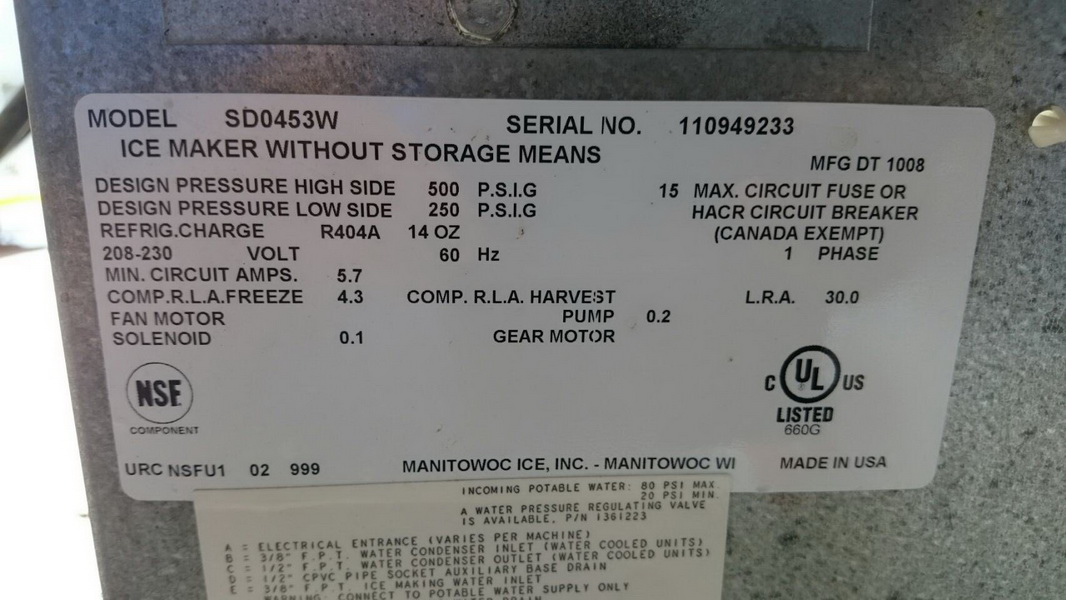 MODEL SD0453W SERIAL NO. 110949233
ICE MAKER WITHOUT STORAGE MEANS MFG DT 1008
DESIGN PRESSURE HIGH SIDE 500 P.S.I.G 15 MAX. CIRCUIT FUSE OR
DESIGN PRESSURE LOW SIDE 250 P.S.I.G HACR CIRCUIT BREAKER
REFRIG.CHARGE R404A 14 OZ (CANADA EXEMPT)
208-230 VOLT 60 Hz 1 PHASE
MIN. CIRCUIT AMPS. 5.7
COMP.R.L.A.FREEZE 4.3 COMP. R.L.A. HARVEST L.R.A. 30.0
FAN MOTOR PUMP 0.2
SOLENOID 0.1 GEAR MOTOR
NSF
COMPONENT
C UL US
LISTED
660G
URC NSFU1 02 999 MANITOWOC ICE, INC. - MANITOWOC WI MADE IN USA
INCOMING POTABLE WATER: 80 PSI MAX.
20 PSI MIN.
A WATER PRESSURE REGULATING VALVE
IS AVAILABLE, P/N 1361223
A = ELECTRICAL ENTRANCE (VARIES PER MACHINE)
B = 3/8" F.P.T. WATER CONDENSER INLET (WATER COOLED UNITS)
C = 1/2" F.P.T. WATER CONDENSER OUTLET (WATER COOLED UNITS)
D = 1/2" CPVC PIPE SOCKET AUXILIARY BASE DRAIN
E = 3/8" F.P.T. ICE MAKING WATER INLET
WARNING: CONNECT TO POTABLE WATER SUPPLY ONLY